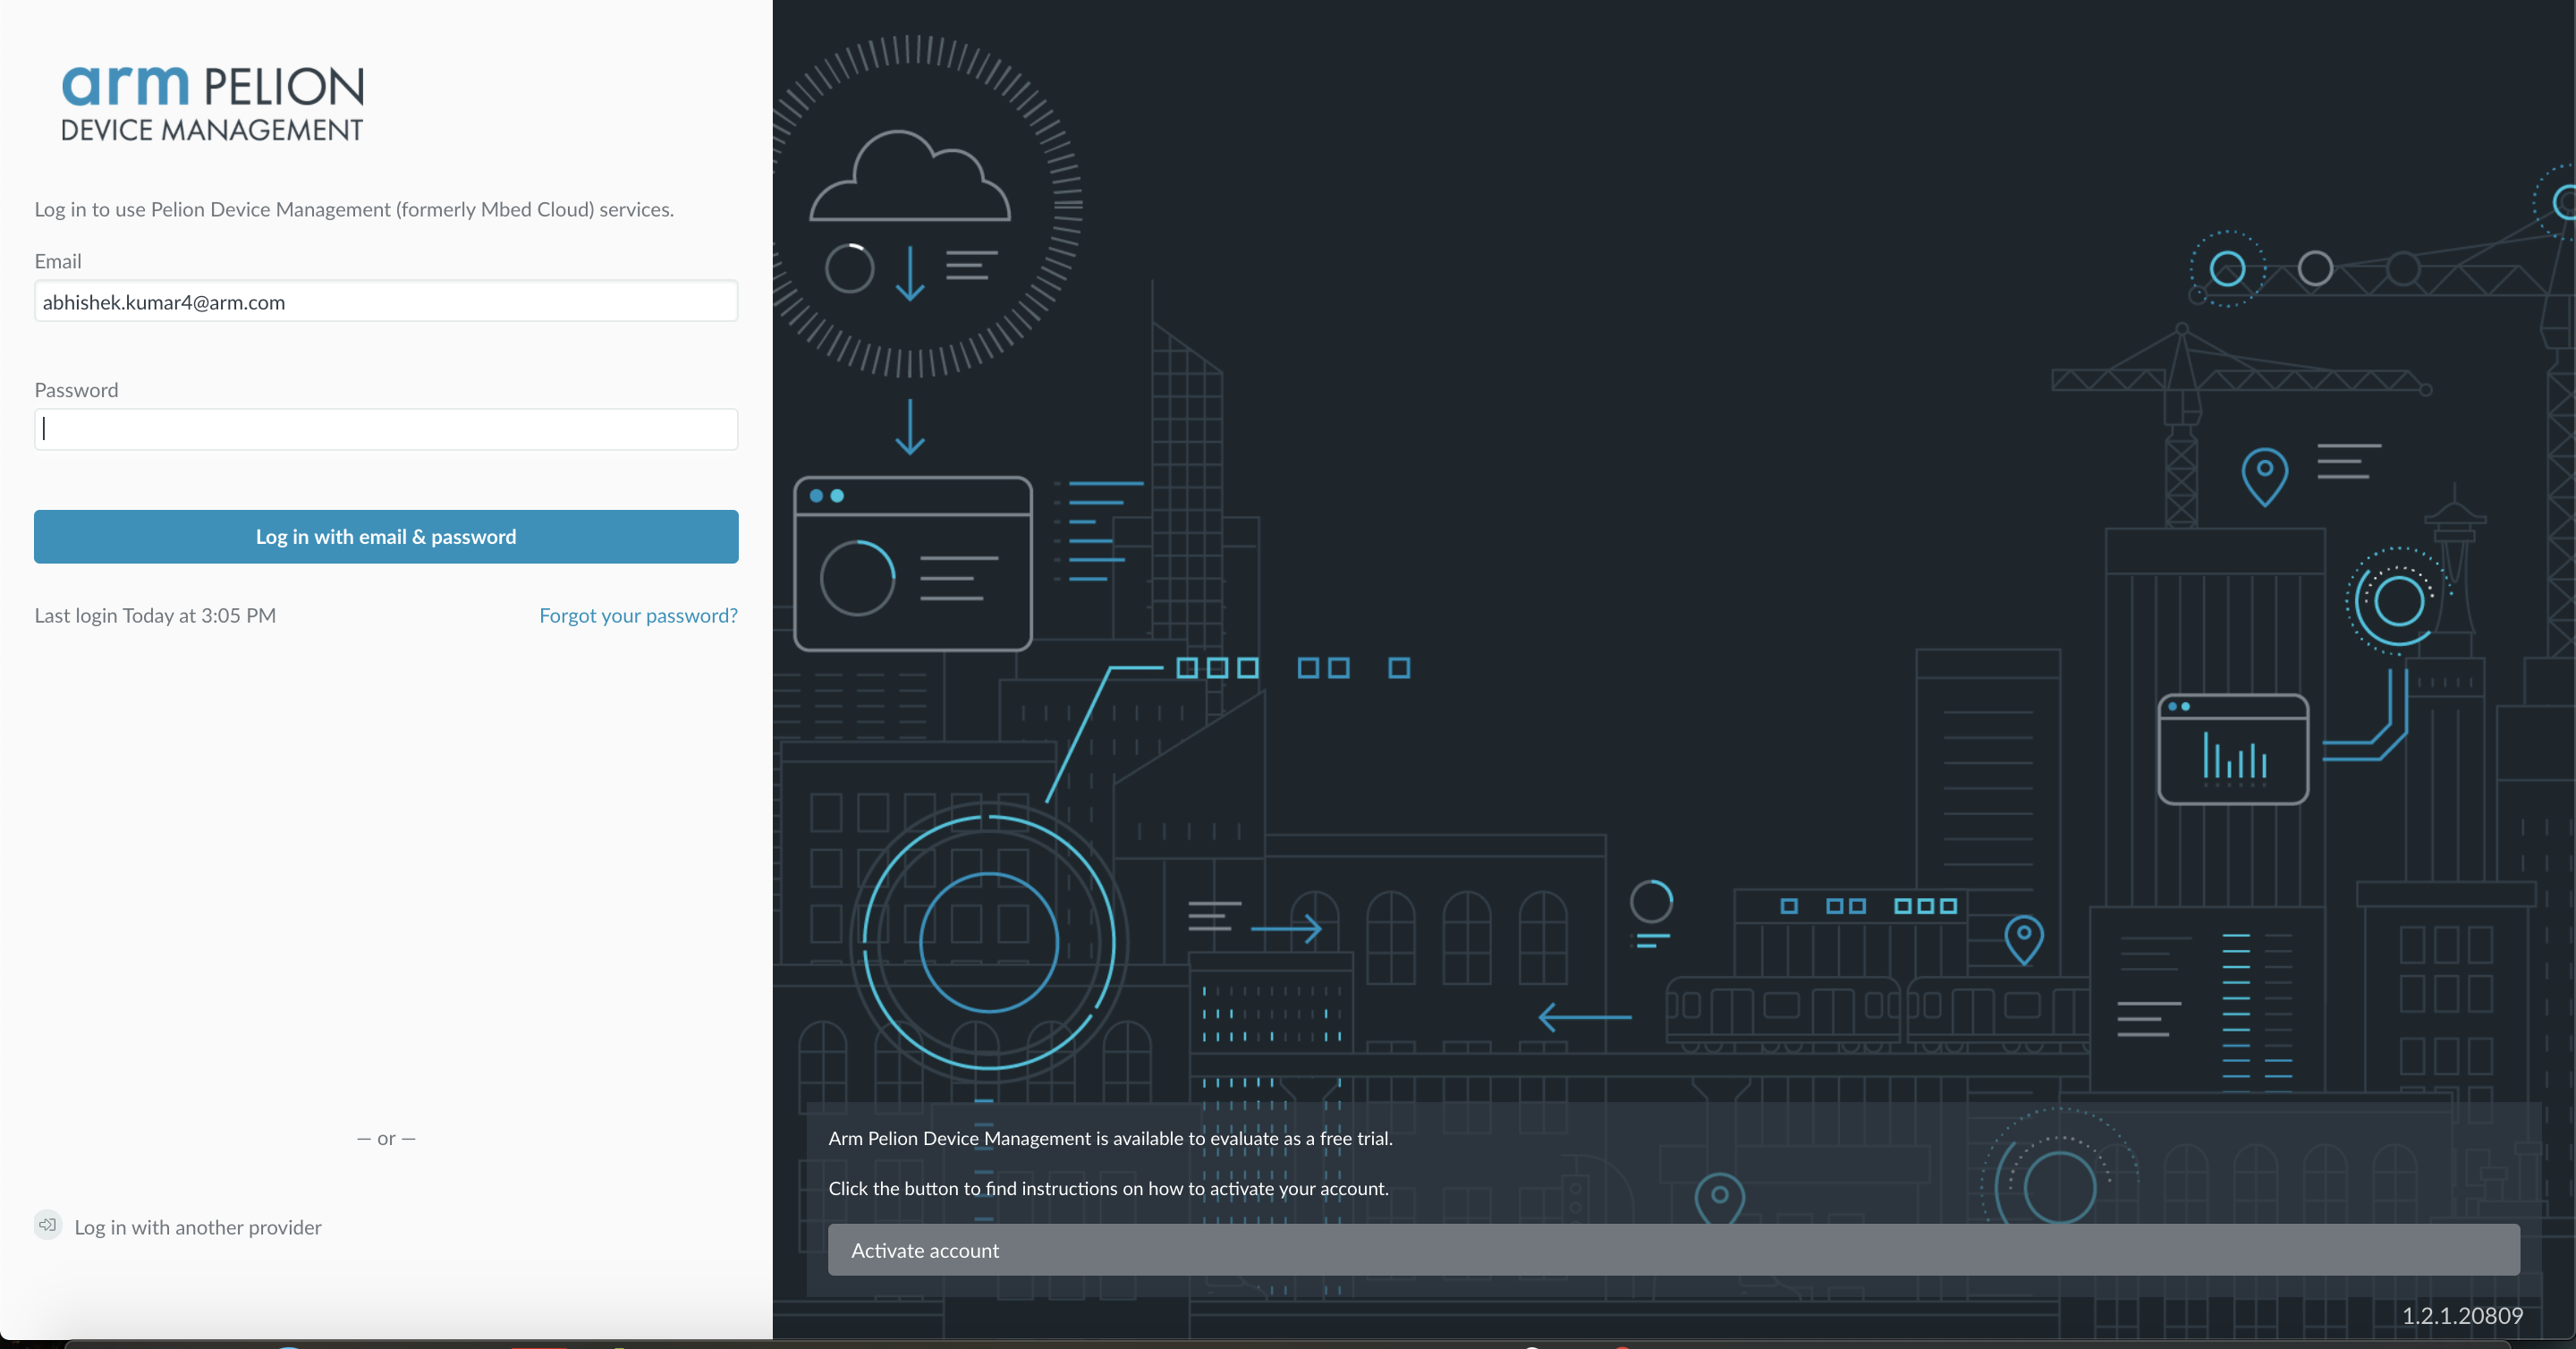 arm PELION
DEVICE MANAGEMENT
Log in to use Pelion Device Management (formerly Mbed Cloud) services.
Email
abhishek.kumar4@arm.com
Password
Log in with email & password
Last login Today at 3:05 PM
Forgot your password?
— or —
Log in with another provider
Arm Pelion Device Management is available to evaluate as a free trial.
Click the button to find instructions on how to activate your account.
Activate account
1.2.1.20809